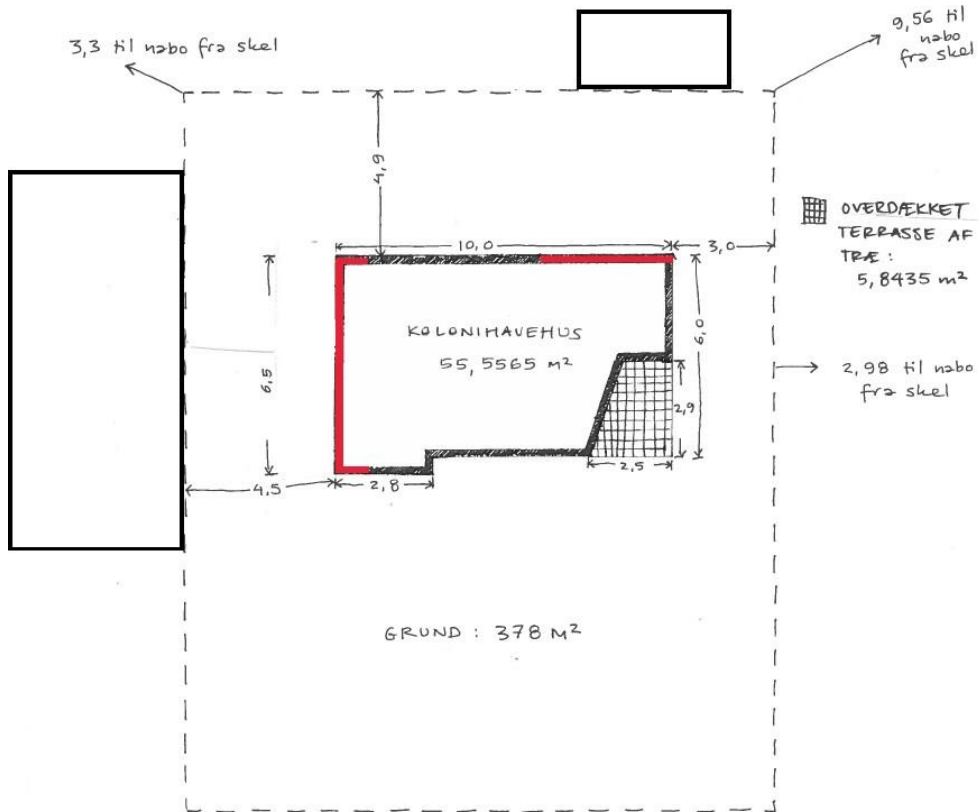 3,3 til nabo fra skel
9,56 til
nabo
fra skel
4,9
10,0
3,0
OVERDÆKKET
TERRASSE AF
TRÆ :
5,8435 m²
KOLONIHAVEHUS
55,5565 m²
6,5
6,0
2,9
2,98 til nabo
fra skel
2,5
4,5
2,8
GRUND : 378 M²